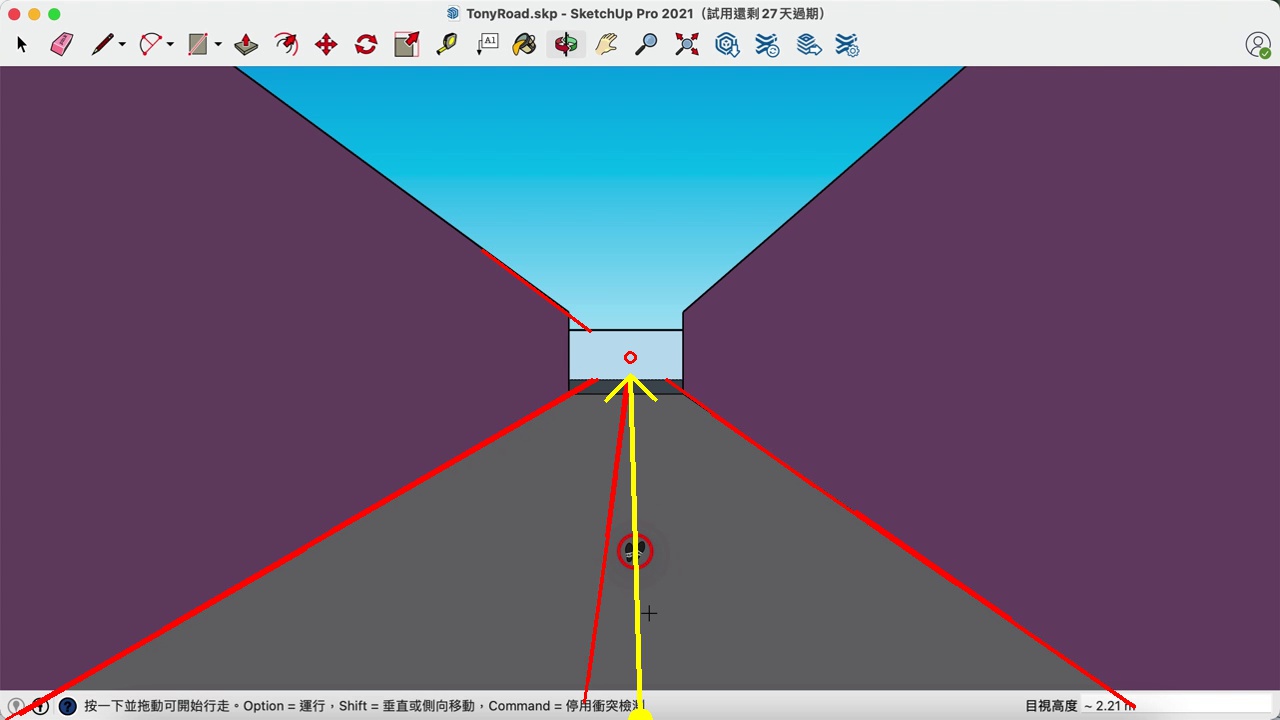 TonyRoad.skp - SketchUp Pro 2021（試用還剩 27 天過期）
A1
按一下並拖動可開始行走。Option = 運行，Shift = 垂直或側向移動，Command = 停用衝突檢測
目視高度 ~ 2.21 m